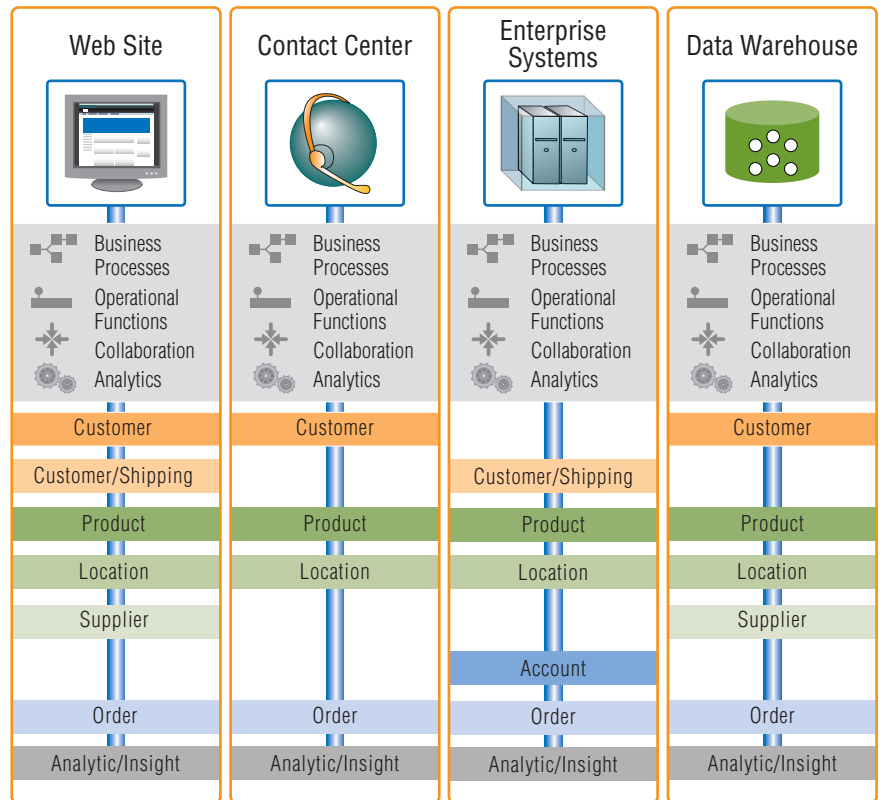 Web Site
Business
Processes
Operational
Functions
Collaboration
Analytics
Customer
Customer/Shipping
Product
Location
Supplier
Order
Analytic/Insight
Contact Center
Business
Processes
Operational
Functions
Collaboration
Analytics
Customer
Product
Location
Order
Analytic/Insight
Enterprise
Systems
Business
Processes
Operational
Functions
Collaboration
Analytics
Customer/Shipping
Product
Location
Account
Order
Analytic/Insight
Data Warehouse
Business
Processes
Operational
Functions
Collaboration
Analytics
Customer
Product
Location
Supplier
Order
Analytic/Insight